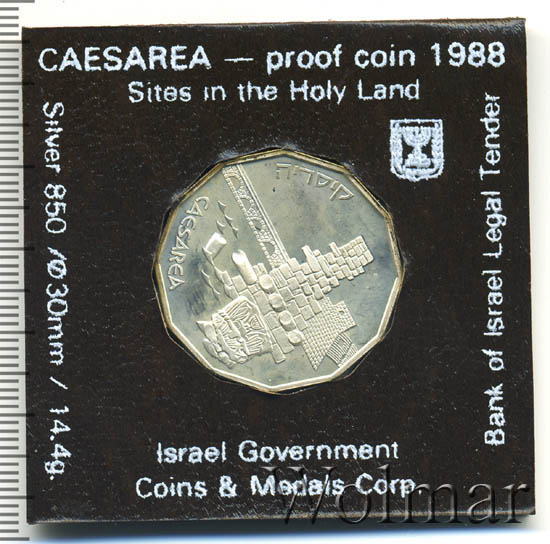 CAESAREA — proof coin 1988
Sites in the Holy Land
Silver 850 /Ø30mm / 14.4g.
קיסריה
CAESAREA
Bank of Israel Legal Tender
Israel Government
Coins & Medals Corp.
Wolmar